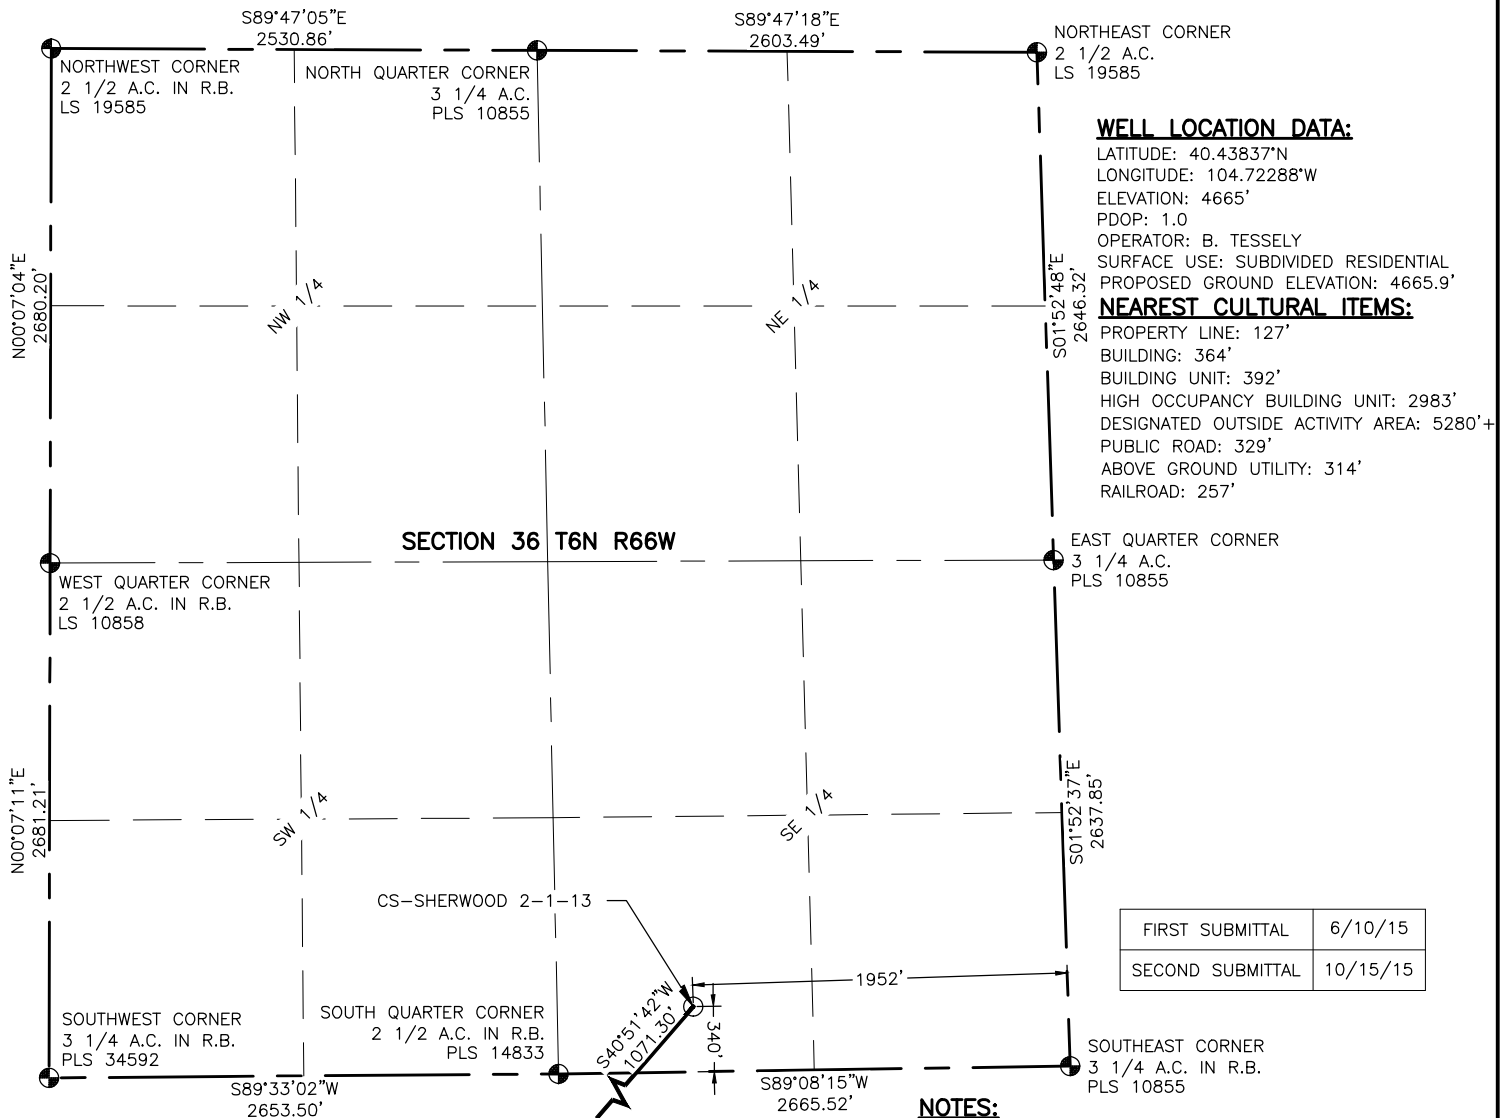 S89°47'05"E
2530.86'
S89°47'18"E
2603.49'
NORTHWEST CORNER
2 1/2 A.C. IN R.B.
LS 19585
NORTH QUARTER CORNER
3 1/4 A.C.
PLS 10855
NORTHEAST CORNER
2 1/2 A.C.
LS 19585
WELL LOCATION DATA:
LATITUDE: 40.43837°N
LONGITUDE: 104.72288°W
ELEVATION: 4665'
PDOP: 1.0
OPERATOR: B. TESSELY
SURFACE USE: SUBDIVIDED RESIDENTIAL
PROPOSED GROUND ELEVATION: 4665.9'
NEAREST CULTURAL ITEMS:
PROPERTY LINE: 127'
BUILDING: 364'
BUILDING UNIT: 392'
HIGH OCCUPANCY BUILDING UNIT: 2983'
DESIGNATED OUTSIDE ACTIVITY AREA: 5280'+
PUBLIC ROAD: 329'
ABOVE GROUND UTILITY: 314'
RAILROAD: 257'
N00°07'04"E
2680.20'
NW 1/4
NE 1/4
S01°52'48"E
2646.32'
SECTION 36 T6N R66W
WEST QUARTER CORNER
2 1/2 A.C. IN R.B.
LS 10858
EAST QUARTER CORNER
3 1/4 A.C.
PLS 10855
N00°07'11"E
2681.21'
SW 1/4
SE 1/4
S01°52'37"E
2637.85'
CS-SHERWOOD 2-1-13
FIRST SUBMITTAL 6/10/15
SECOND SUBMITTAL 10/15/15
1952'
340'
S40°51'42"W
1071.30'
SOUTHWEST CORNER
3 1/4 A.C. IN R.B.
PLS 34592
SOUTH QUARTER CORNER
2 1/2 A.C. IN R.B.
PLS 14833
SOUTHEAST CORNER
3 1/4 A.C. IN R.B.
PLS 10855
S89°33'02"W
2653.50'
S89°08'15"W
2665.52'
NOTES: